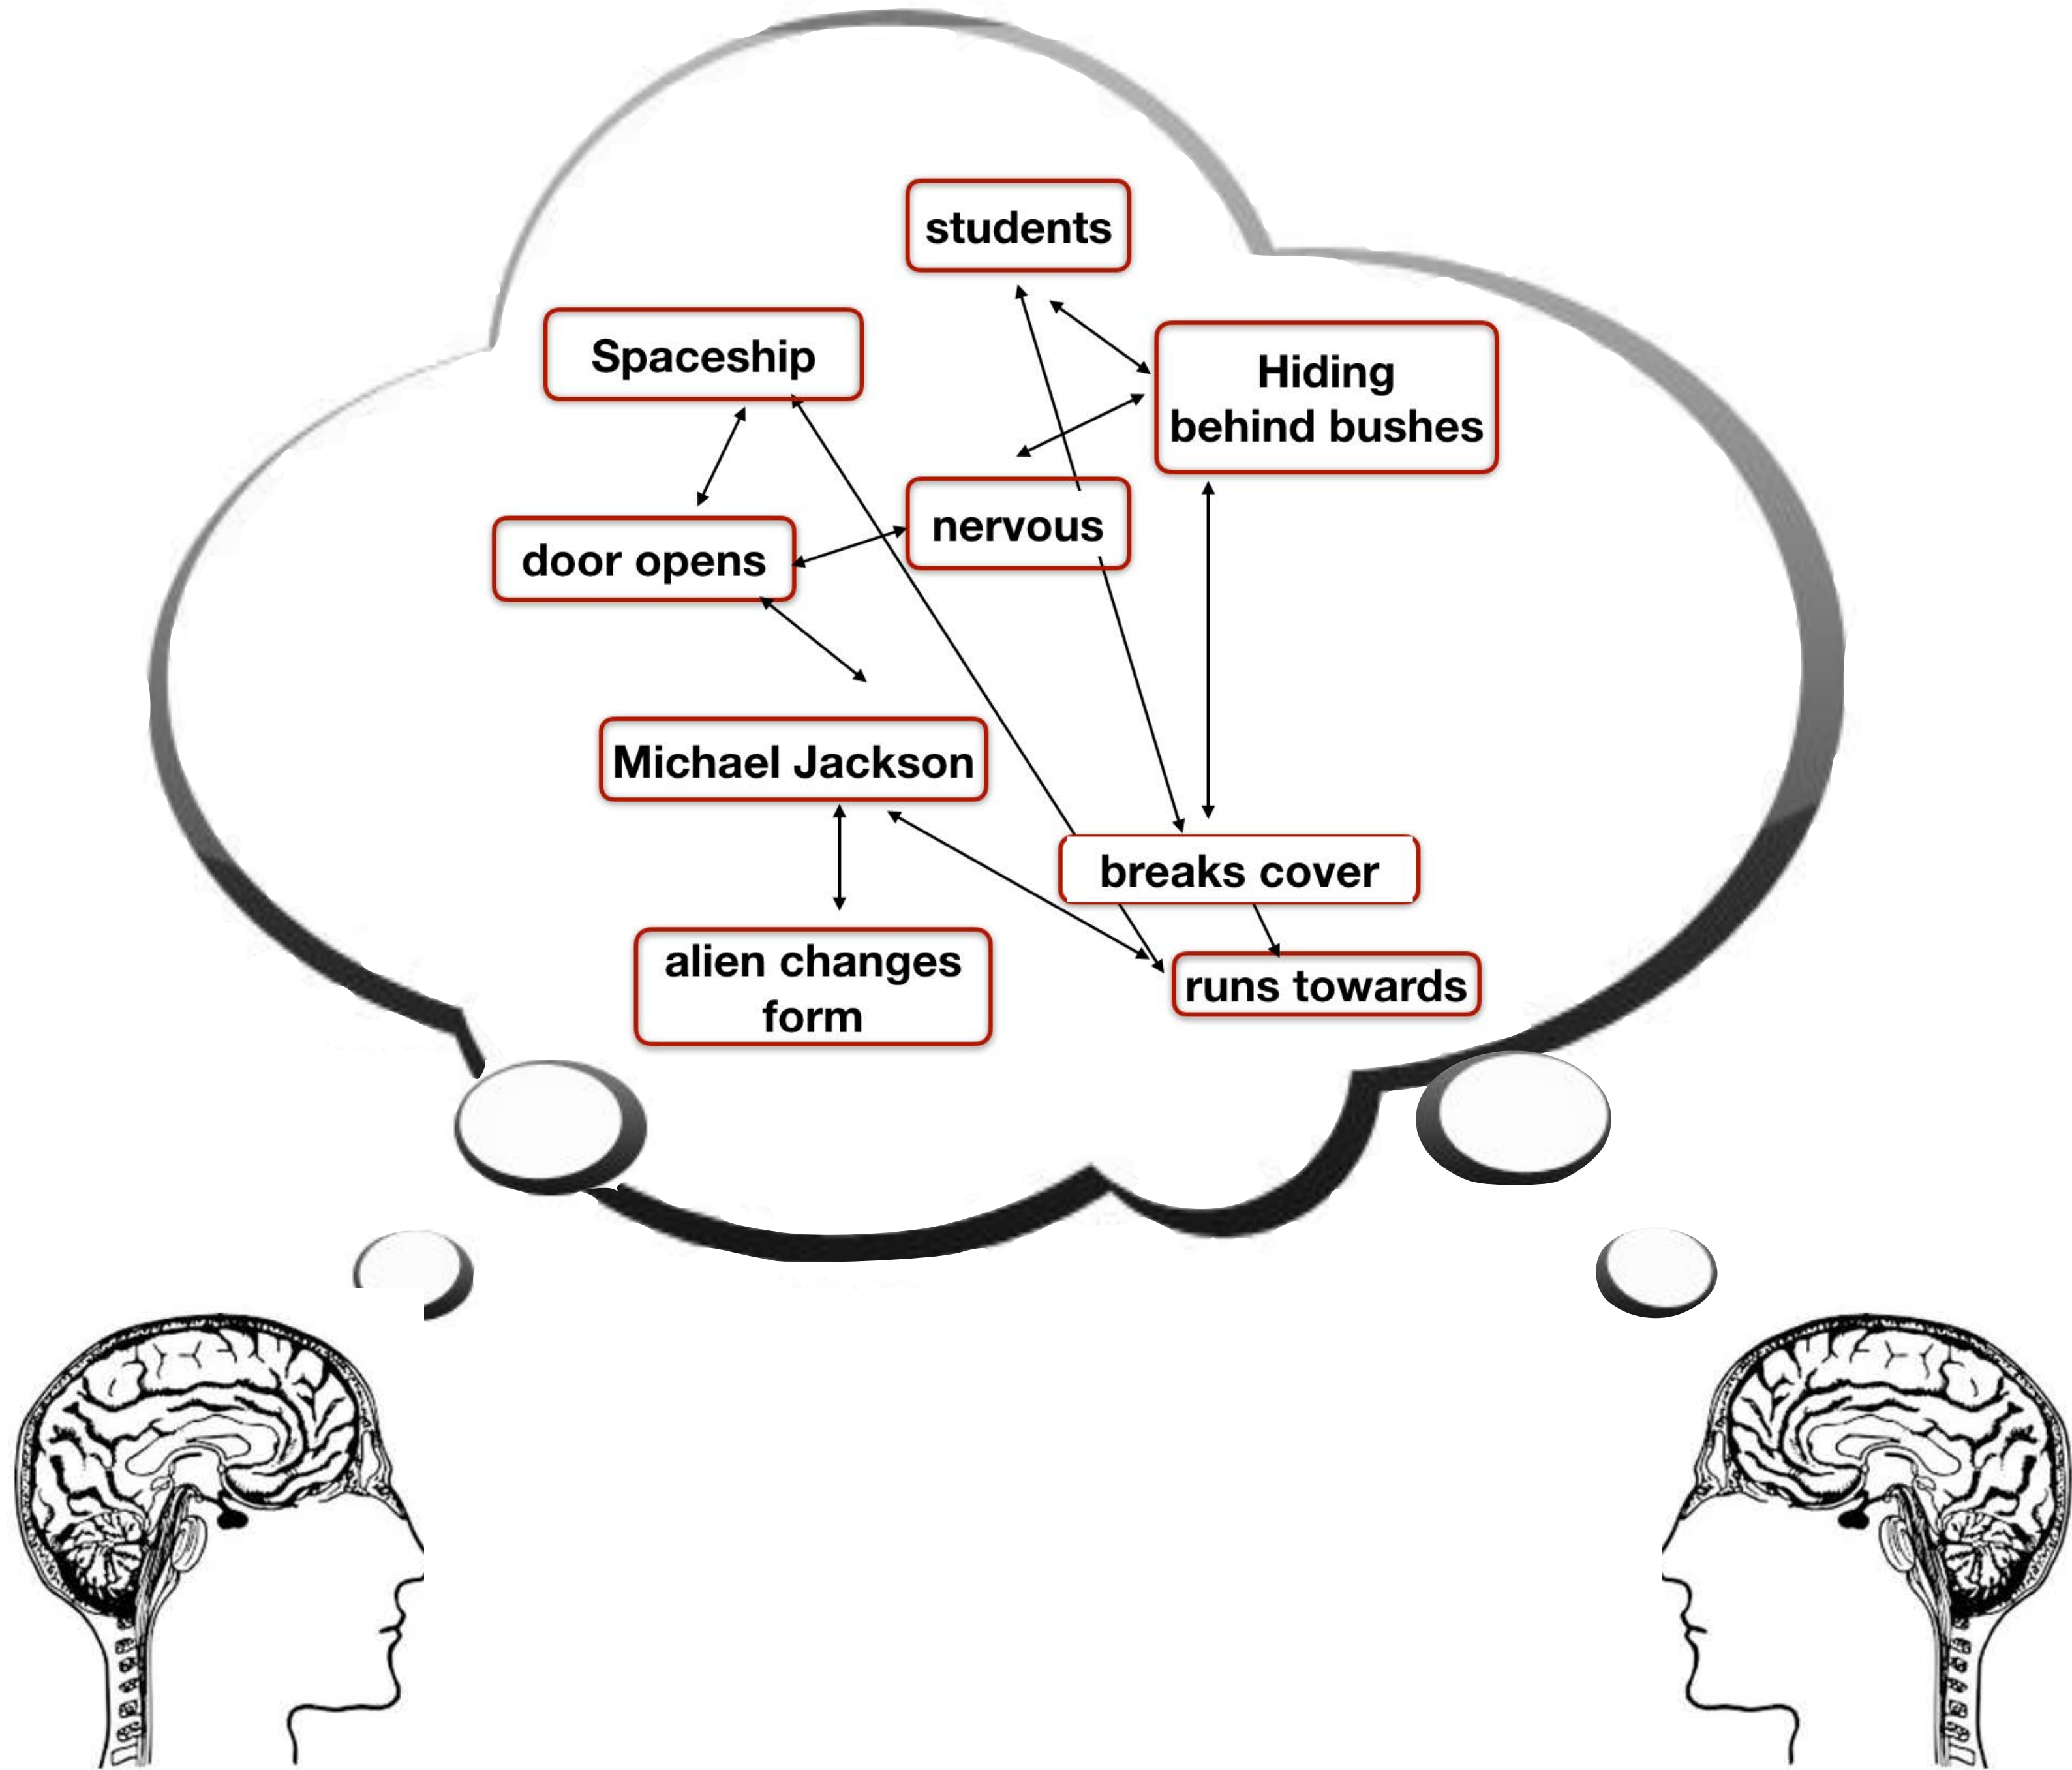 students
Spaceship
Hiding
behind bushes
nervous
door opens
Michael Jackson
breaks cover
alien changes
form
runs towards